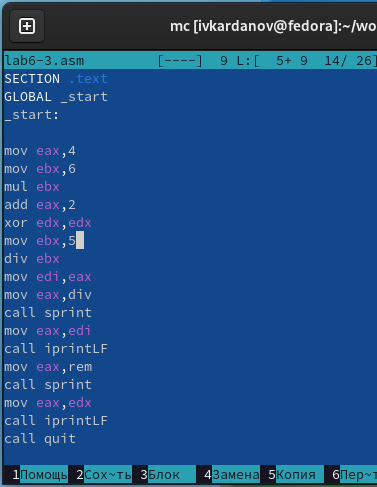 mc [ivkardanov@fedora]:~/wo
lab6-3.asm [----] 9 L:[ 5+ 9 14/ 26]
SECTION .text
GLOBAL _start
_start:
mov eax,4
mov ebx,6
mul ebx
add eax,2
xor edx,edx
mov ebx,5
div ebx
mov edi,eax
mov eax,div
call sprint
mov eax,edi
call iprintLF
mov eax,rem
call sprint
mov eax,edx
call iprintLF
call quit
1Помощь 2Сох~ть 3Блок 4Замена 5Копия 6Пер~т